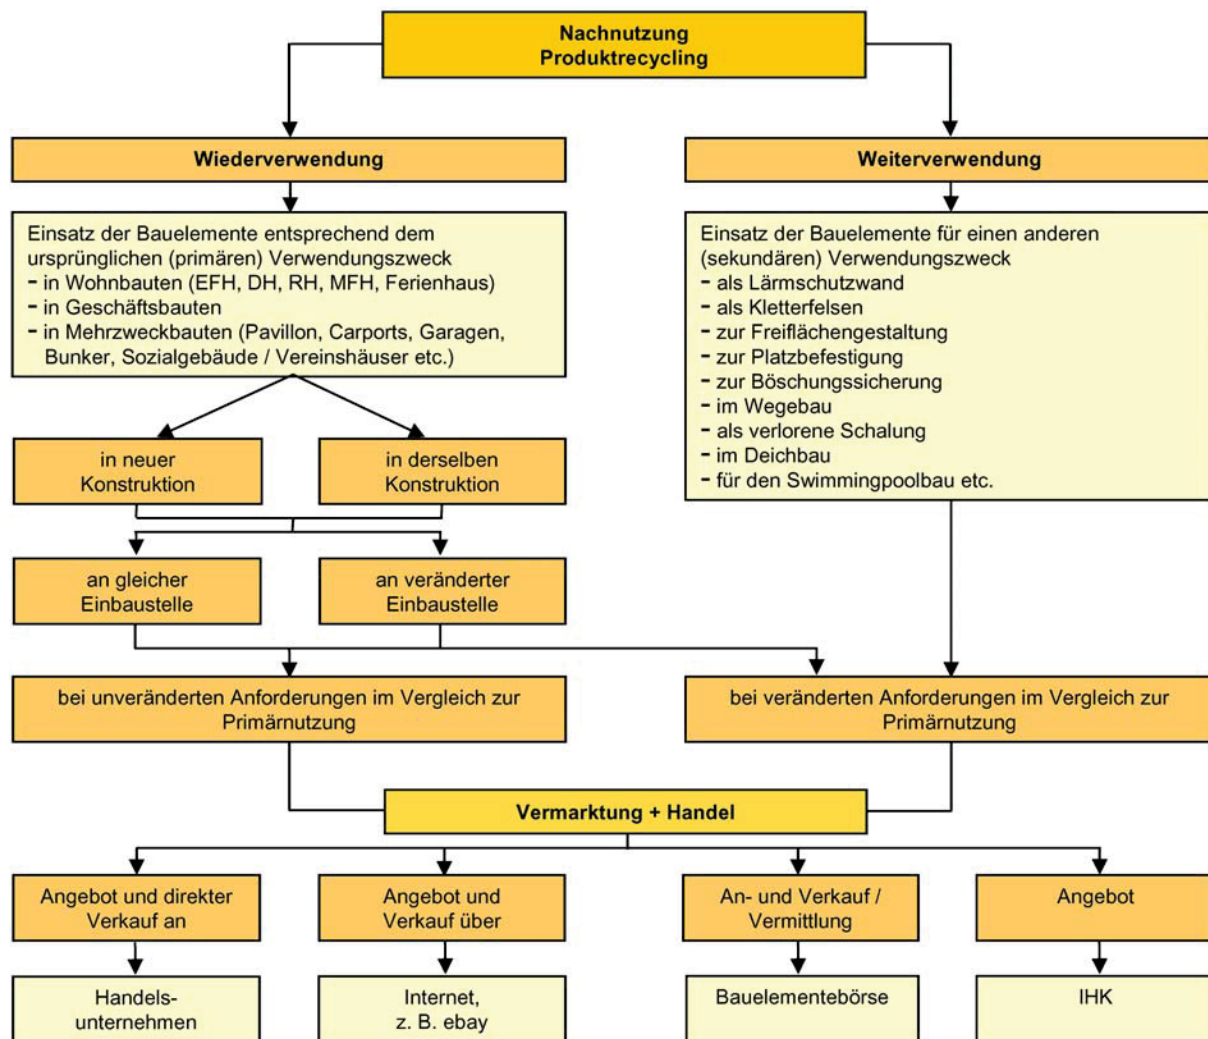 Nachnutzung
Produktrecycling
Wiederverwendung
Weiterverwendung
Einsatz der Bauelemente entsprechend dem
ursprünglichen (primären) Verwendungszweck
- in Wohnbauten (EFH, DH, RH, MFH, Ferienhaus)
- in Geschäftsbauten
- in Mehrzweckbauten (Pavillon, Carports, Garagen,
Bunker, Sozialgebäude / Vereinshäuser etc.)
Einsatz der Bauelemente für einen anderen
(sekundären) Verwendungszweck
- als Lärmschutzwand
- als Kletterfelsen
- zur Freiflächengestaltung
- zur Platzbefestigung
- zur Böschungssicherung
- im Wegebau
- als verlorene Schalung
- im Deichbau
- für den Swimmingpoolbau etc.
in neuer
Konstruktion
in derselben
Konstruktion
an gleicher
Einbaustelle
an veränderter
Einbaustelle
bei unveränderten Anforderungen im Vergleich zur
Primärnutzung
bei veränderten Anforderungen im Vergleich zur
Primärnutzung
Vermarktung + Handel
Angebot und direkter
Verkauf an
Angebot und
Verkauf über
An- und Verkauf /
Vermittlung
Angebot
Handels-
unternehmen
Internet,
z. B. ebay
Bauelementebörse
IHK